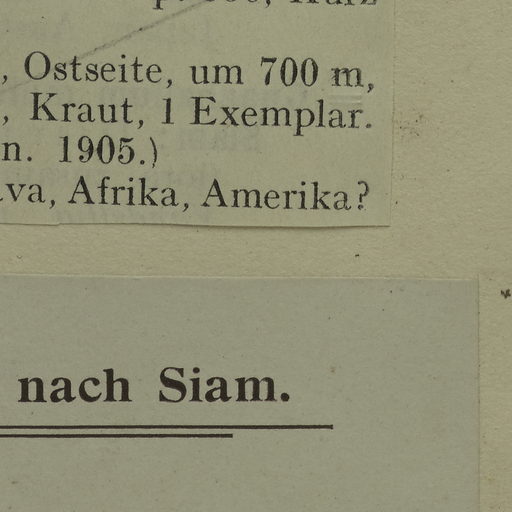 , Ostseite, um 700 m,
, Kraut, 1 Exemplar.
n. 1905.)
va, Afrika, Amerika?
nach Siam.